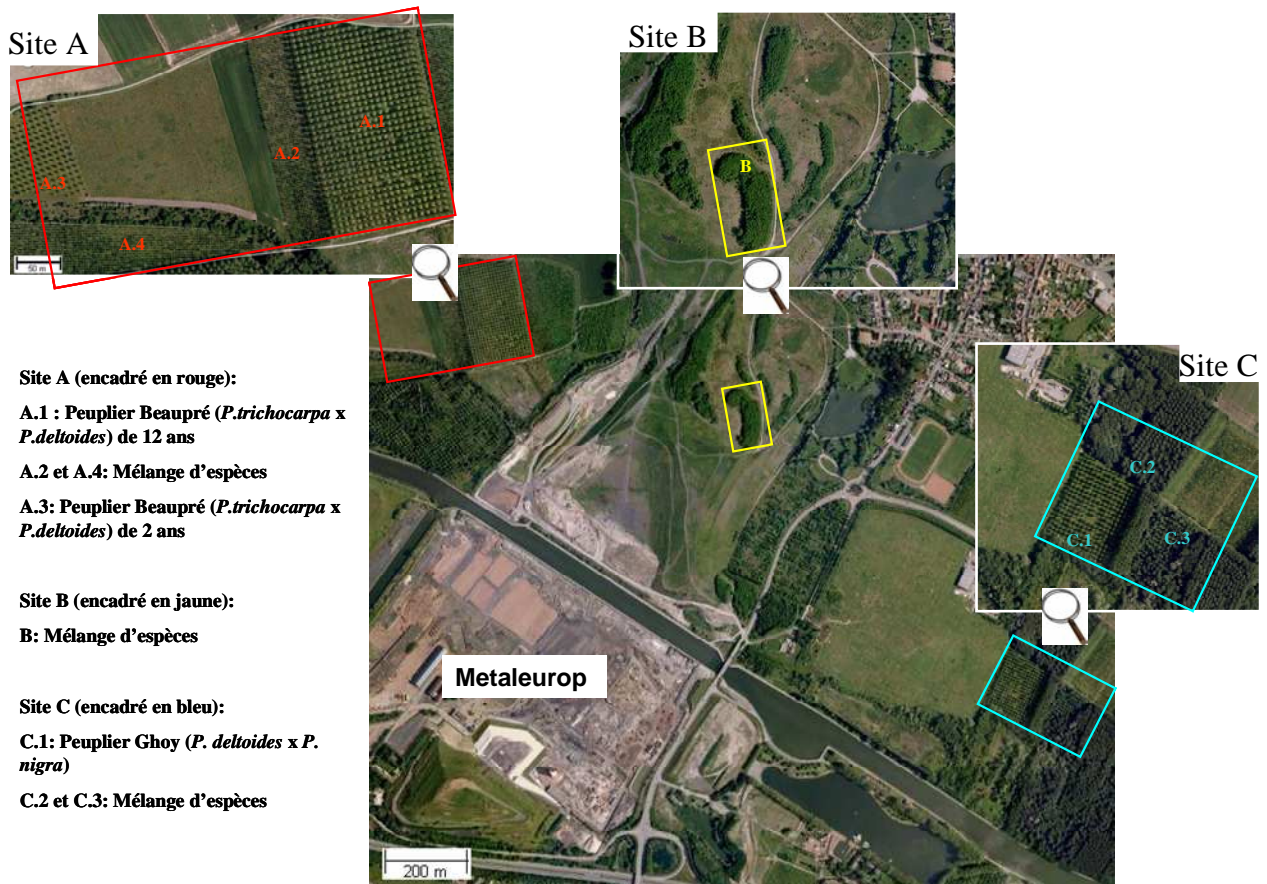 Site A
A.1
A.2
A.3
A.4
50 m
Site B
B
Site C
C.2
C.1
C.3
Site A (encadré en rouge):
A.1 : Peuplier Beaupré (P.trichocarpa x
P.deltoides) de 12 ans
A.2 et A.4: Mélange d'espèces
A.3: Peuplier Beaupré (P.trichocarpa x
P.deltoides) de 2 ans
Site B (encadré en jaune):
B: Mélange d'espèces
Site C (encadré en bleu):
C.1: Peuplier Ghoy (P. deltoides x P.
nigra)
C.2 et C.3: Mélange d'espèces
Metaleurop
200 m